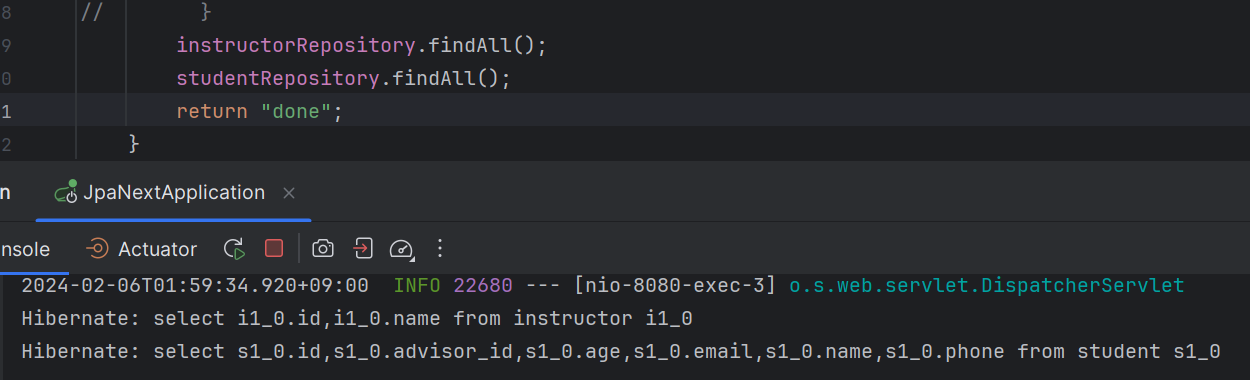 8 // }
9 instructorRepository.findAll();
0 studentRepository.findAll();
1 return "done";
2 }
n JpaNextApplication ×
nsole Actuator
2024-02-06T01:59:34.920+09:00 INFO 22680 --- [nio-8080-exec-3] o.s.web.servlet.DispatcherServlet
Hibernate: select i1_0.id,i1_0.name from instructor i1_0
Hibernate: select s1_0.id,s1_0.advisor_id,s1_0.age,s1_0.email,s1_0.name,s1_0.phone from student s1_0